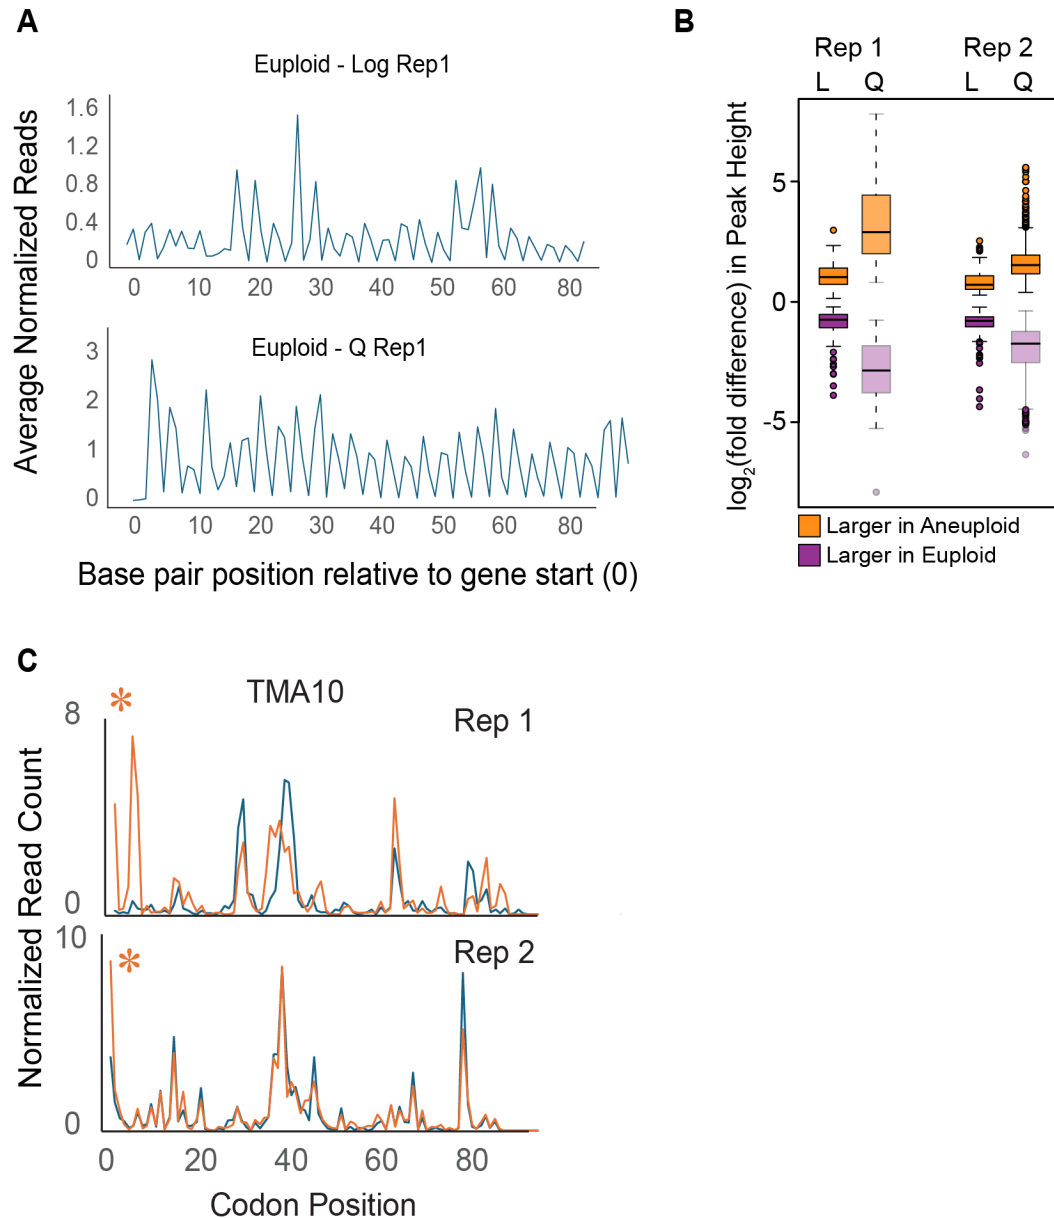 A
Euploid - Log Rep1
Average Normalized Reads
1.6
1.2
0.8
0.4
0
0 10 20 30 40 50 60 70 80
Euploid - Q Rep1
3
2
1
0
0 10 20 30 40 50 60 70 80
Base pair position relative to gene start (0)
B
Rep 1 Rep 2
L Q L Q
log2(fold difference) in Peak Height
5
0
-5
Larger in Aneuploid
Larger in Euploid
C
TMA10
Normalized Read Count
*
8
Rep 1
0
10
*
Rep 2
0
0 20 40 60 80
Codon Position